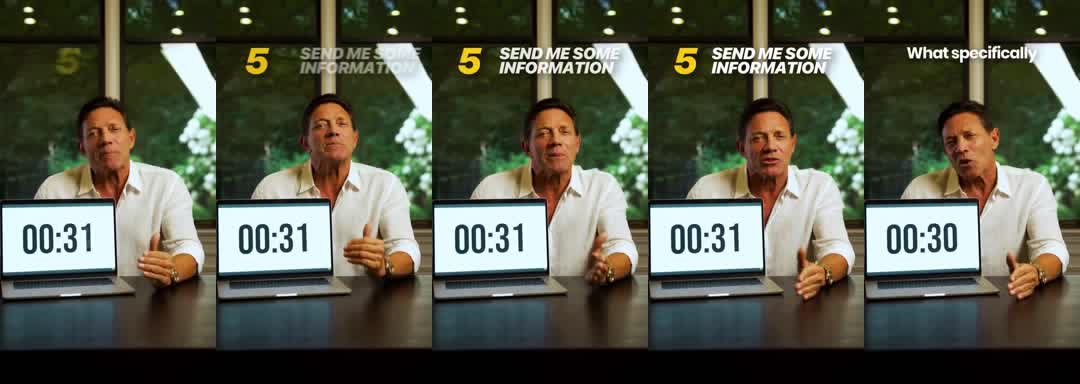 5
00:31
5 SEND ME SOME
INFORMATION
00:31
5 SEND ME SOME
INFORMATION
00:31
5 SEND ME SOME
INFORMATION
00:31
What specifically
00:30